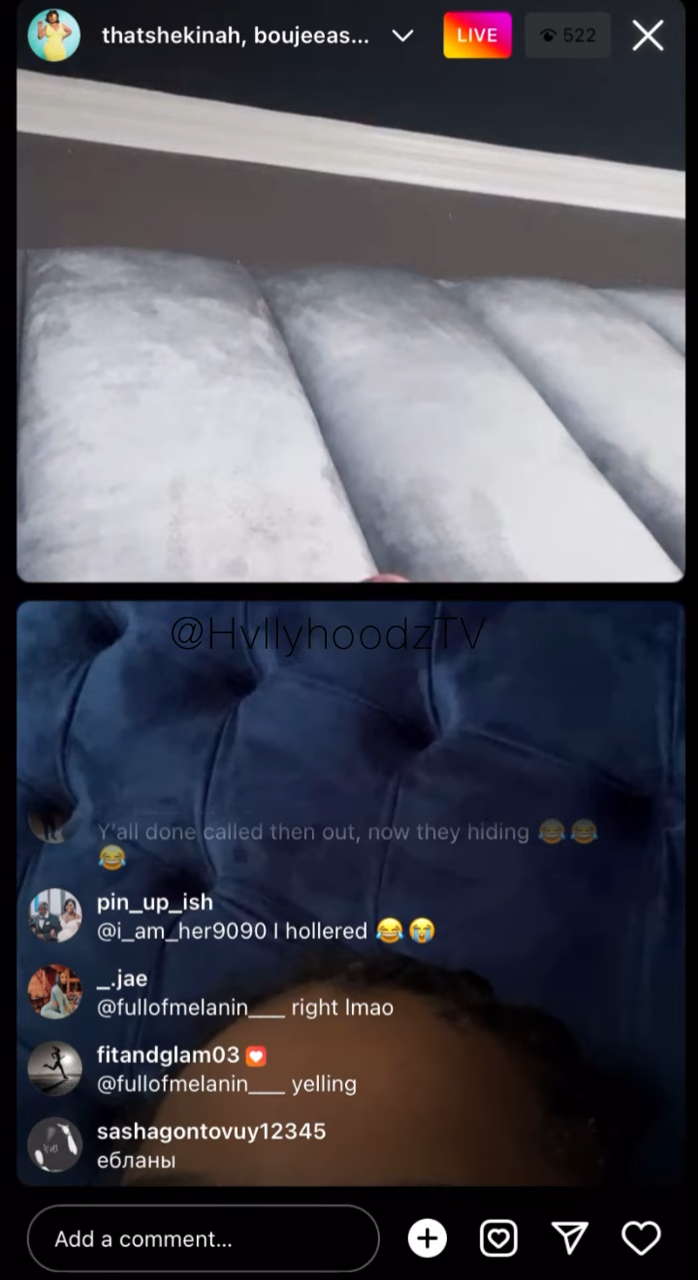 thatshekinah, boujeeas...
LIVE
522
@HvllyhoodzTV
Y'all done called then out, now they hiding 😂😂
😂
pin_up_ish
@i_am_her9090 I hollered 😂😭
_.jae
@fullofmelanin___ right lmao
fitandglam03
@fullofmelanin___ yelling
sashagontovuy12345
ебланы
Add a comment...